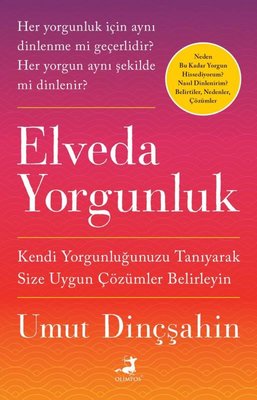 Her yorgunluk için aynı
dinlenme mi geçerlidir?
Her yorgun aynı şekilde
mi dinlenir?
Neden
Bu Kadar Yorgun
Hissediyorum?
Nasıl Dinlenirim?
Belirtiler, Nedenler,
Çözümler
Elveda
Yorgunluk
Kendi Yorgunluğunuzu Tanıyarak
Size Uygun Çözümler Belirleyin
Umut Dinçşahin
OLIMPOS